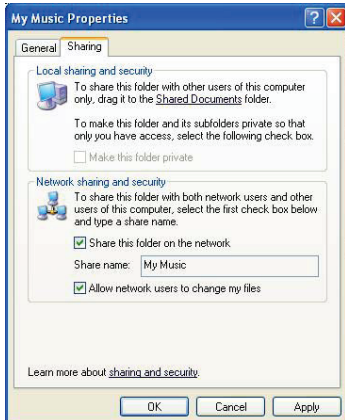 My Music Properties
General Sharing
Local sharing and security
To share this folder with other users of this computer
only, drag it to the Shared Documents folder.
To make this folder and its subfolders private so that
only you have access, select the following check box.
Make this folder private
Network sharing and security
To share this folder with both network users and other
users of this computer, select the first check box below
and type a share name.
Share this folder on the network
Share name: My Music
Allow network users to change my files
Learn more about sharing and security.
OK Cancel Apply